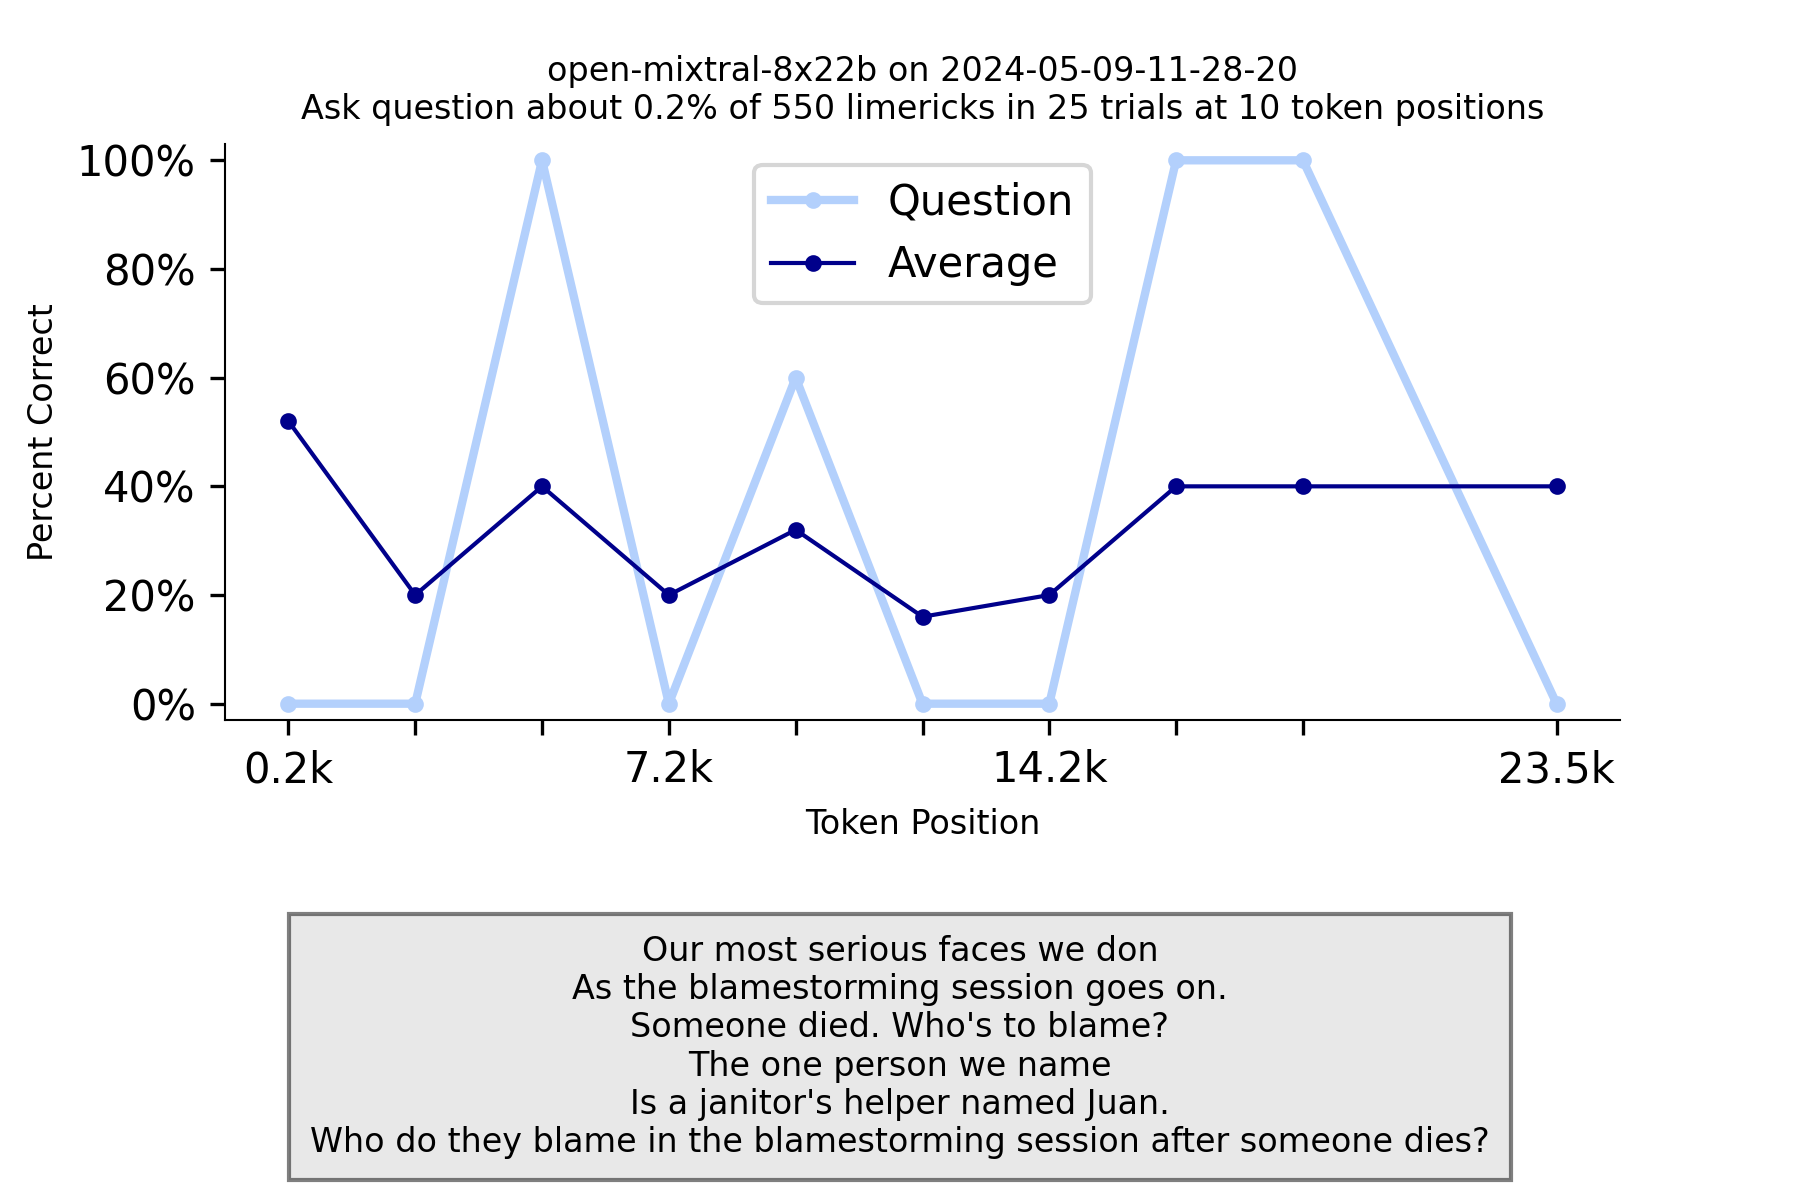 open-mixtral-8x22b on 2024-05-09-11-28-20
Ask question about 0.2% of 550 limericks in 25 trials at 10 token positions
100%
80%
60%
40%
20%
0%
Percent Correct
Question
Average
0.2k
7.2k
14.2k
23.5k
Token Position
Our most serious faces we don
As the blamestorming session goes on.
Someone died. Who's to blame?
The one person we name
Is a janitor's helper named Juan.
Who do they blame in the blamestorming session after someone dies?